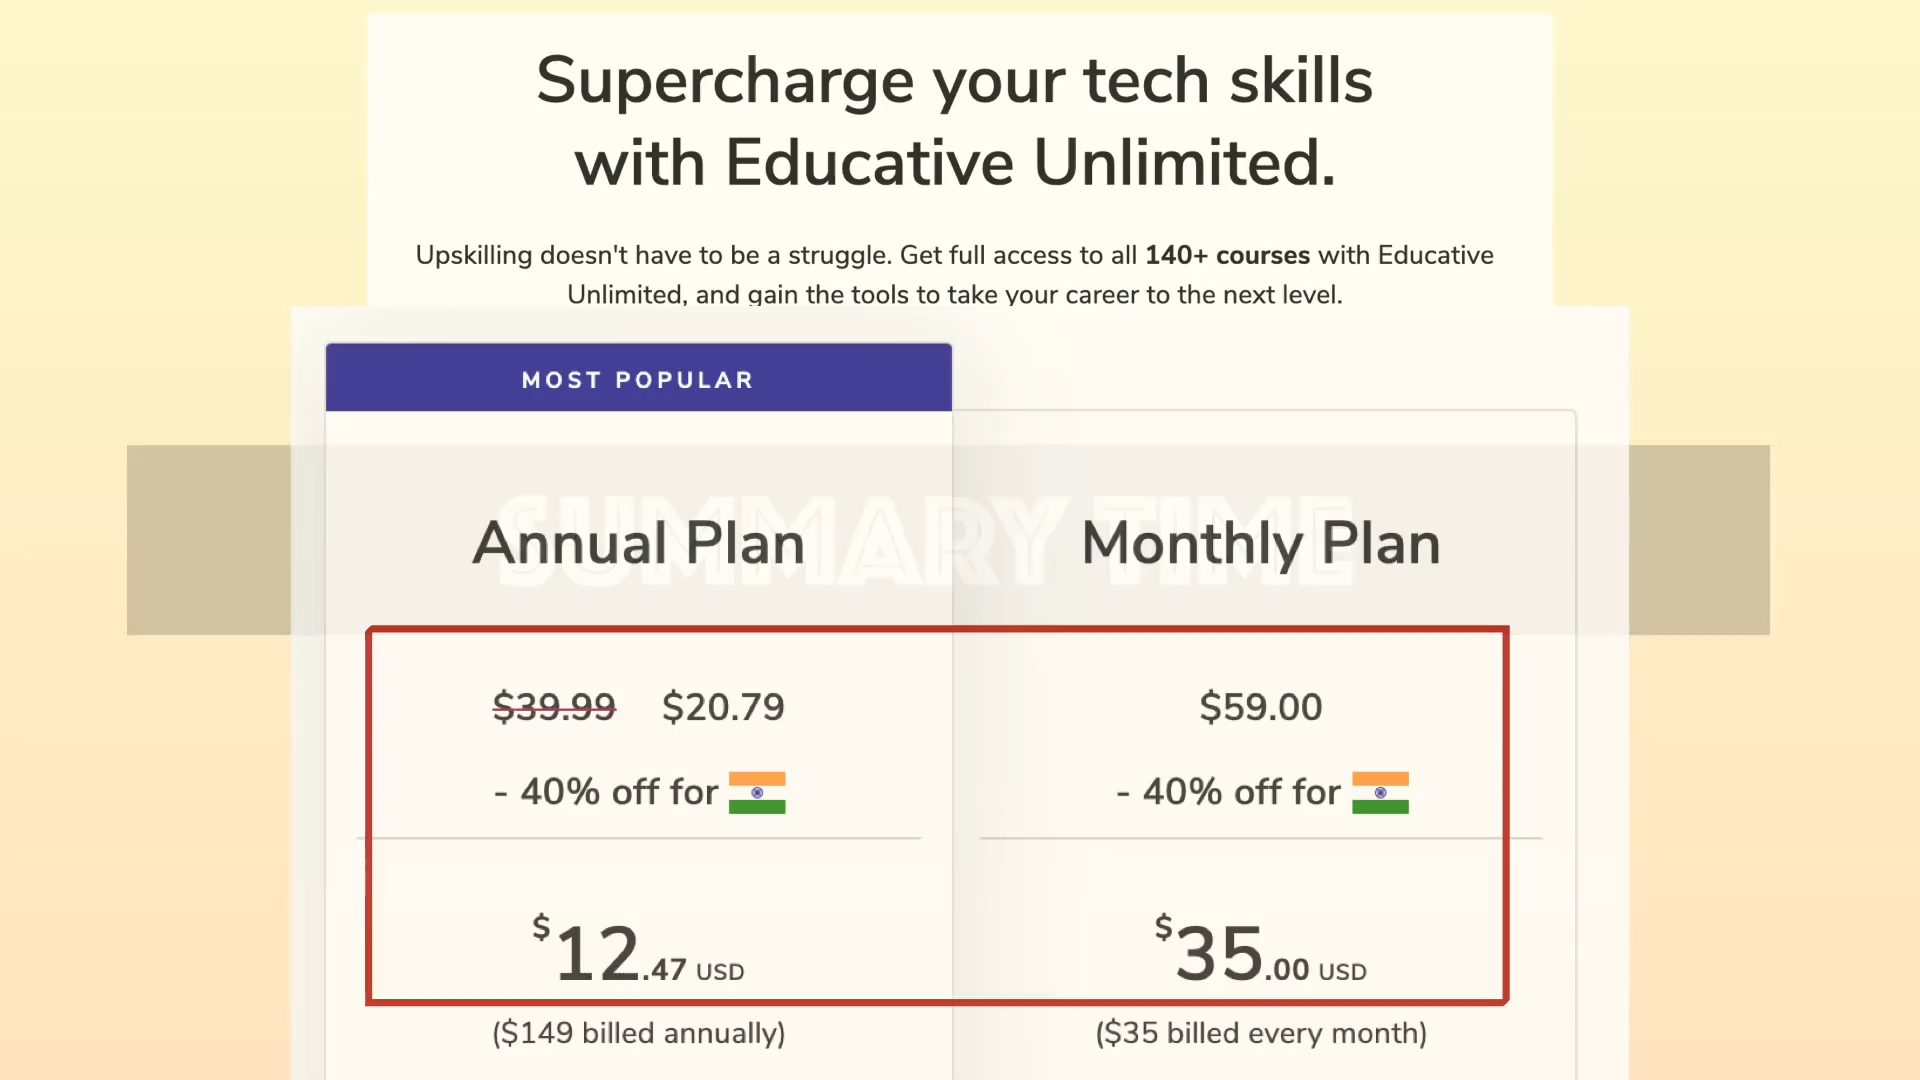 Supercharge your tech skills
with Educative Unlimited.
Upskilling doesn't have to be a struggle. Get full access to all 140+ courses with Educative
Unlimited, and gain the tools to take your career to the next level.
MOST POPULAR
SUMMARY TIME
Annual Plan
$39.99 $20.79
- 40% off for
$12.47 USD
($149 billed annually)
Monthly Plan
$59.00
- 40% off for
$35.00 USD
($35 billed every month)